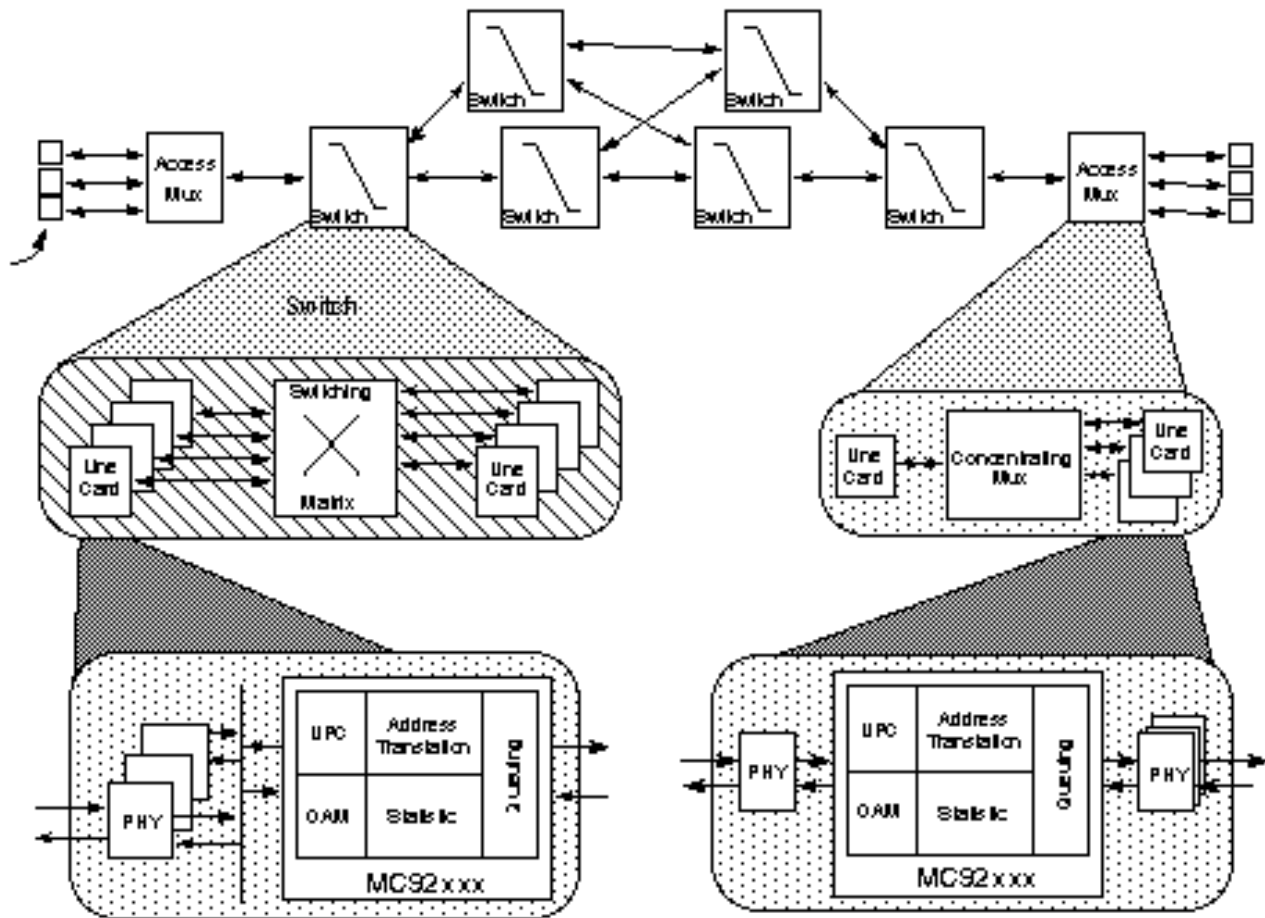 Switch
Switch
Access
Mux
Switch
Switch
Switch
Switch
Access
Mux
Switch
Switching
Matrix
Line
Card
Line
Card
Line
Card
Concentrating
Mux
Line
Card
PHY
UPC
Address
Translation
OAM
Statistic
Queuing
MC92xxx
PHY
UPC
Address
Translation
OAM
Statistic
Queuing
MC92xxx
PHY